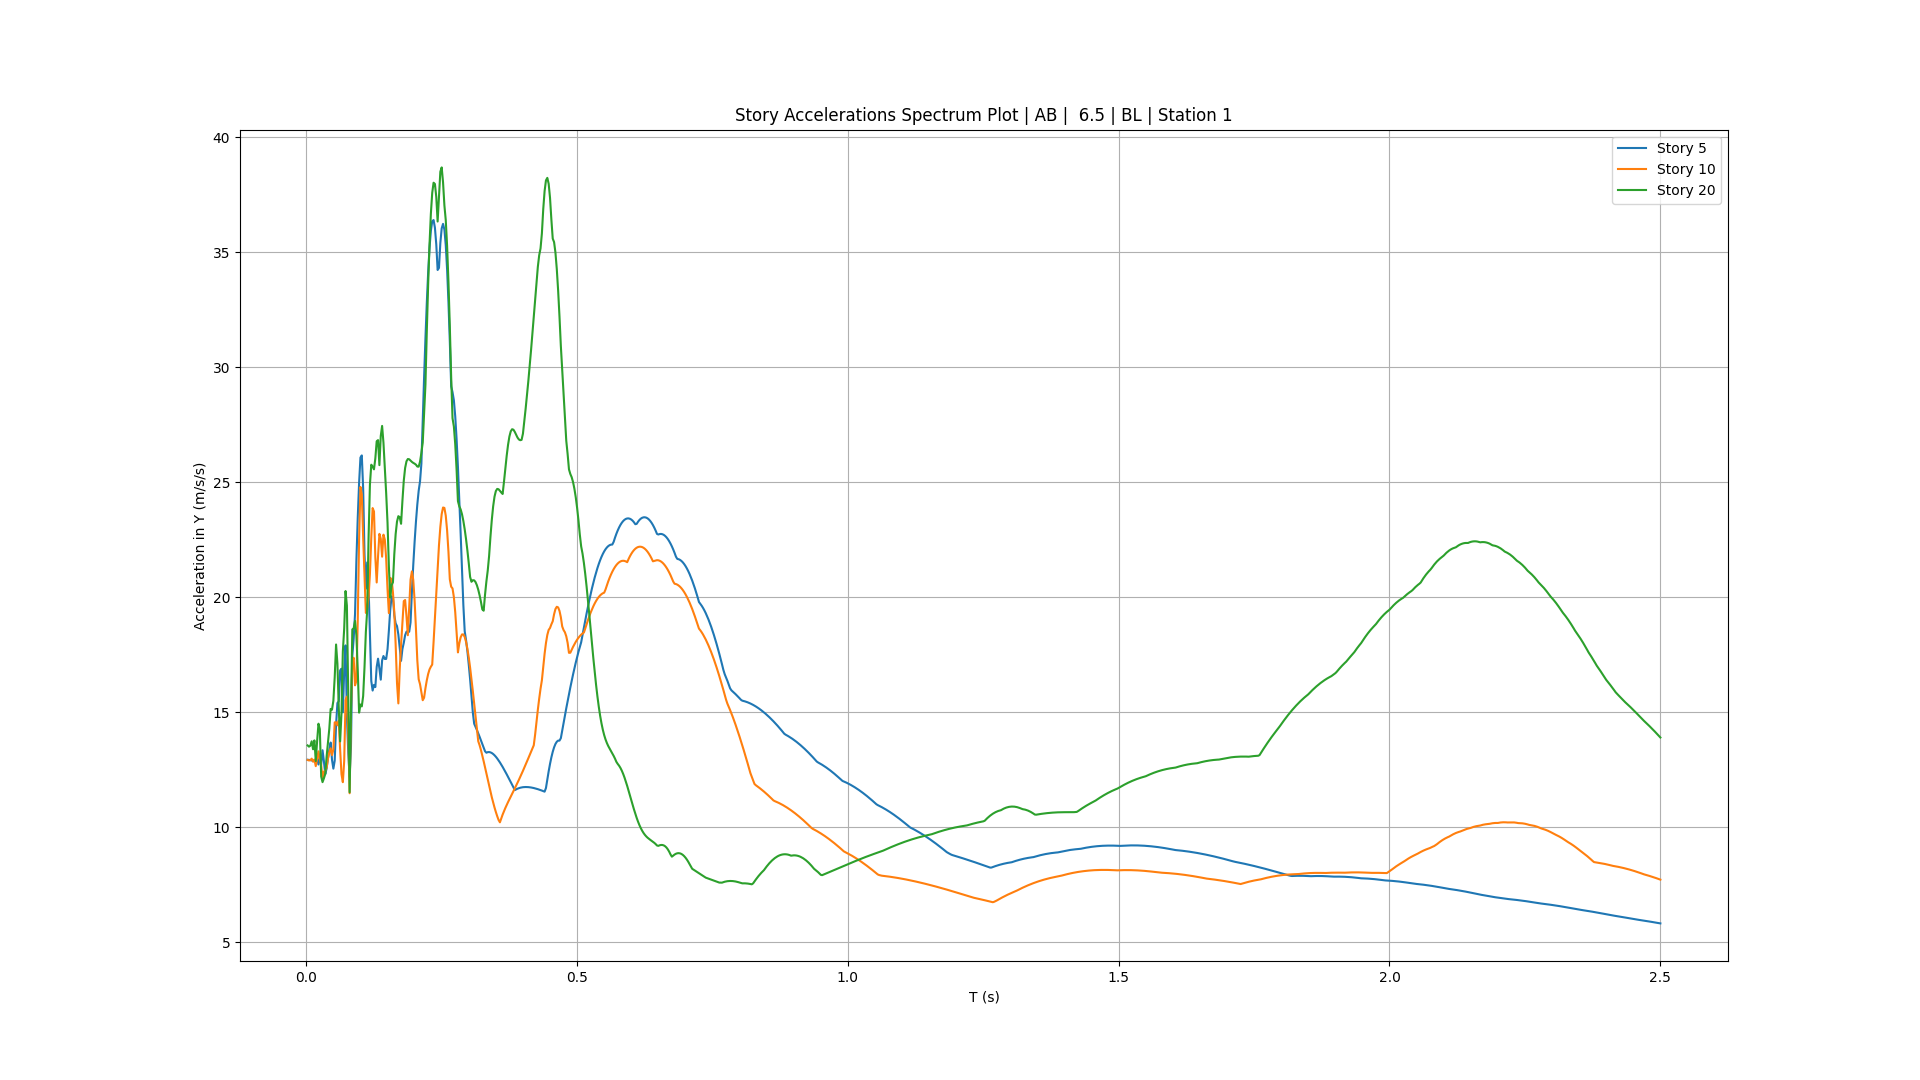 Story Accelerations Spectrum Plot | AB |  6.5 | BL | Station 1
40
35
30
25
20
15
10
5
Acceleration in Y (m/s/s)
Story 5
Story 10
Story 20
0.0 0.5 1.0 1.5 2.0 2.5
T (s)